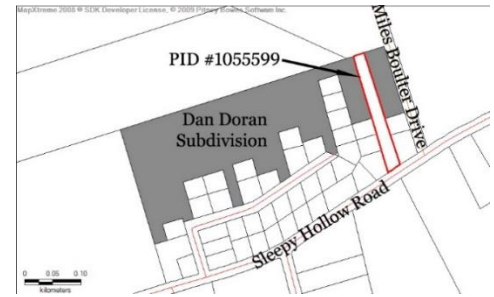 MapXtreme 2008 ® SDK Developer License, © 2009 Pitney Bowes Software Inc.
PID #1055599
Miles Boulter Drive
Dan Doran
Subdivision
Sleepy Hollow Road
0 0.05 0.10
kilometers